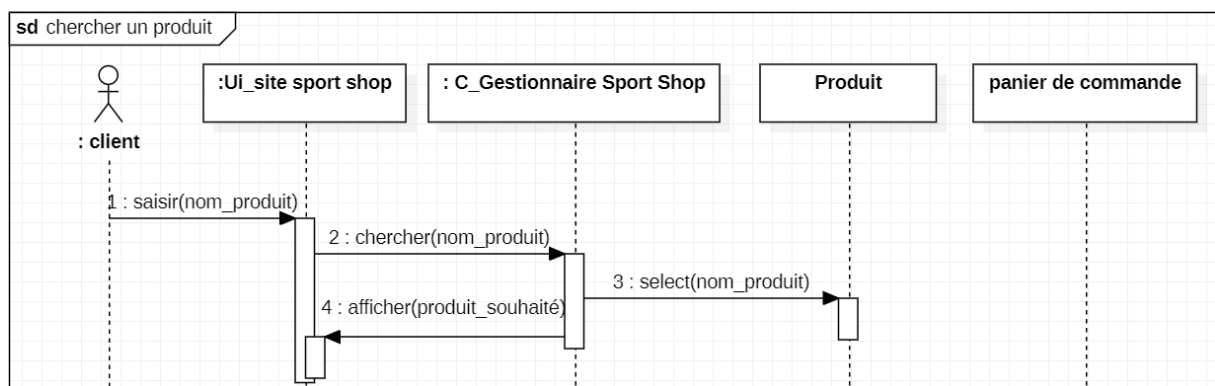 sd chercher un produit
:Ui_site sport shop
: C_Gestionnaire Sport Shop
Produit
panier de commande
: client
1 : saisir(nom_produit)
2 : chercher(nom_produit)
3 : select(nom_produit)
4 : afficher(produit_souhaité)